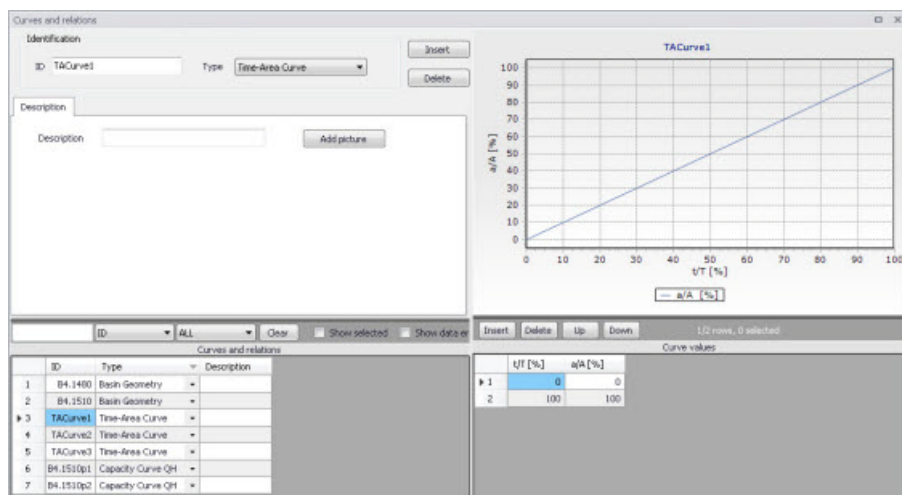 Curves and relations
Identification
ID TACurve1 Type Time-Area Curve
Insert
Delete
Description
Description Add picture
ID ALL Clear Show selected Show data er
Curves and relations
ID Type Description
1 B4.1480 Basin Geometry
2 B4.1510 Basin Geometry
3 TACurve1 Time-Area Curve
4 TACurve2 Time-Area Curve
5 TACurve3 Time-Area Curve
6 B4.1510p1 Capacity Curve QH
7 B4.1510p2 Capacity Curve QH
TACurve1
a/A [%]
100
90
80
70
60
50
40
30
20
10
0
0 10 20 30 40 50 60 70 80 90 100
t/T [%]
a/A [%]
Insert Delete Up Down 1/2 rows, 0 selected
Curve values
t/T [%] a/A [%]
1 0 0
2 100 100